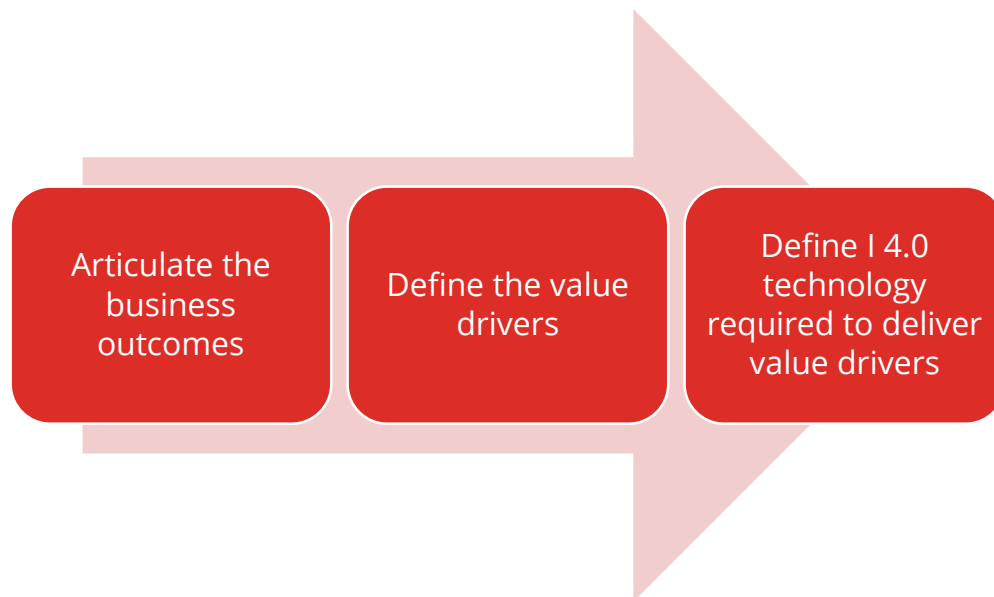 Articulate the
business
outcomes
Define the value
drivers
Define I 4.0
technology
required to deliver
value drivers